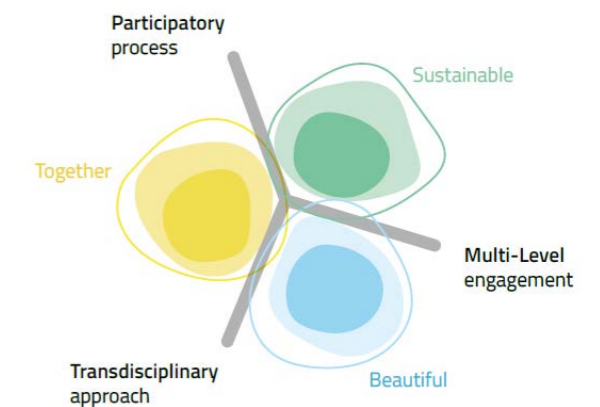 Participatory
process
Sustainable
Together
Multi-Level
engagement
Transdisciplinary
approach
Beautiful